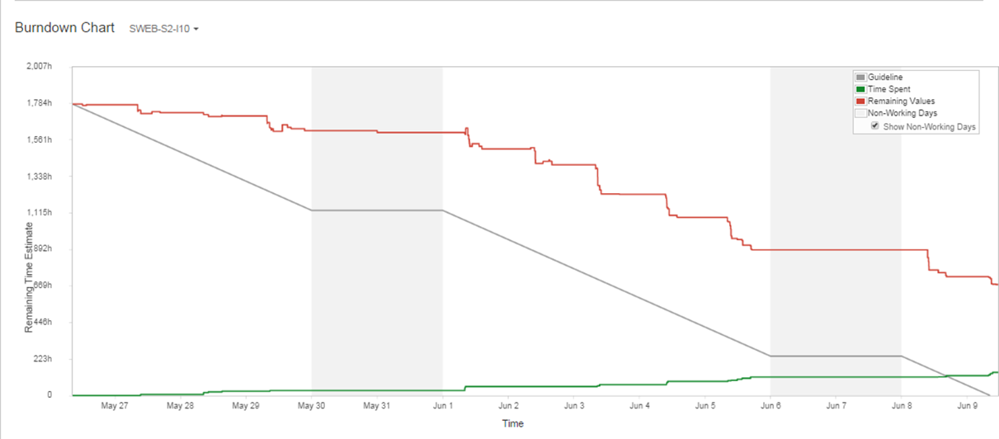 Burndown Chart SWEB-S2-I10
2,007h
1,784h
1,561h
1,338h
1,115h
892h
669h
446h
223h
0
Remaining Time Estimate
Guideline
Time Spent
Remaining Values
Non-Working Days
Show Non-Working Days
May 27 May 28 May 29 May 30 May 31 Jun 1 Jun 2 Jun 3 Jun 4 Jun 5 Jun 6 Jun 7 Jun 8 Jun 9
Time